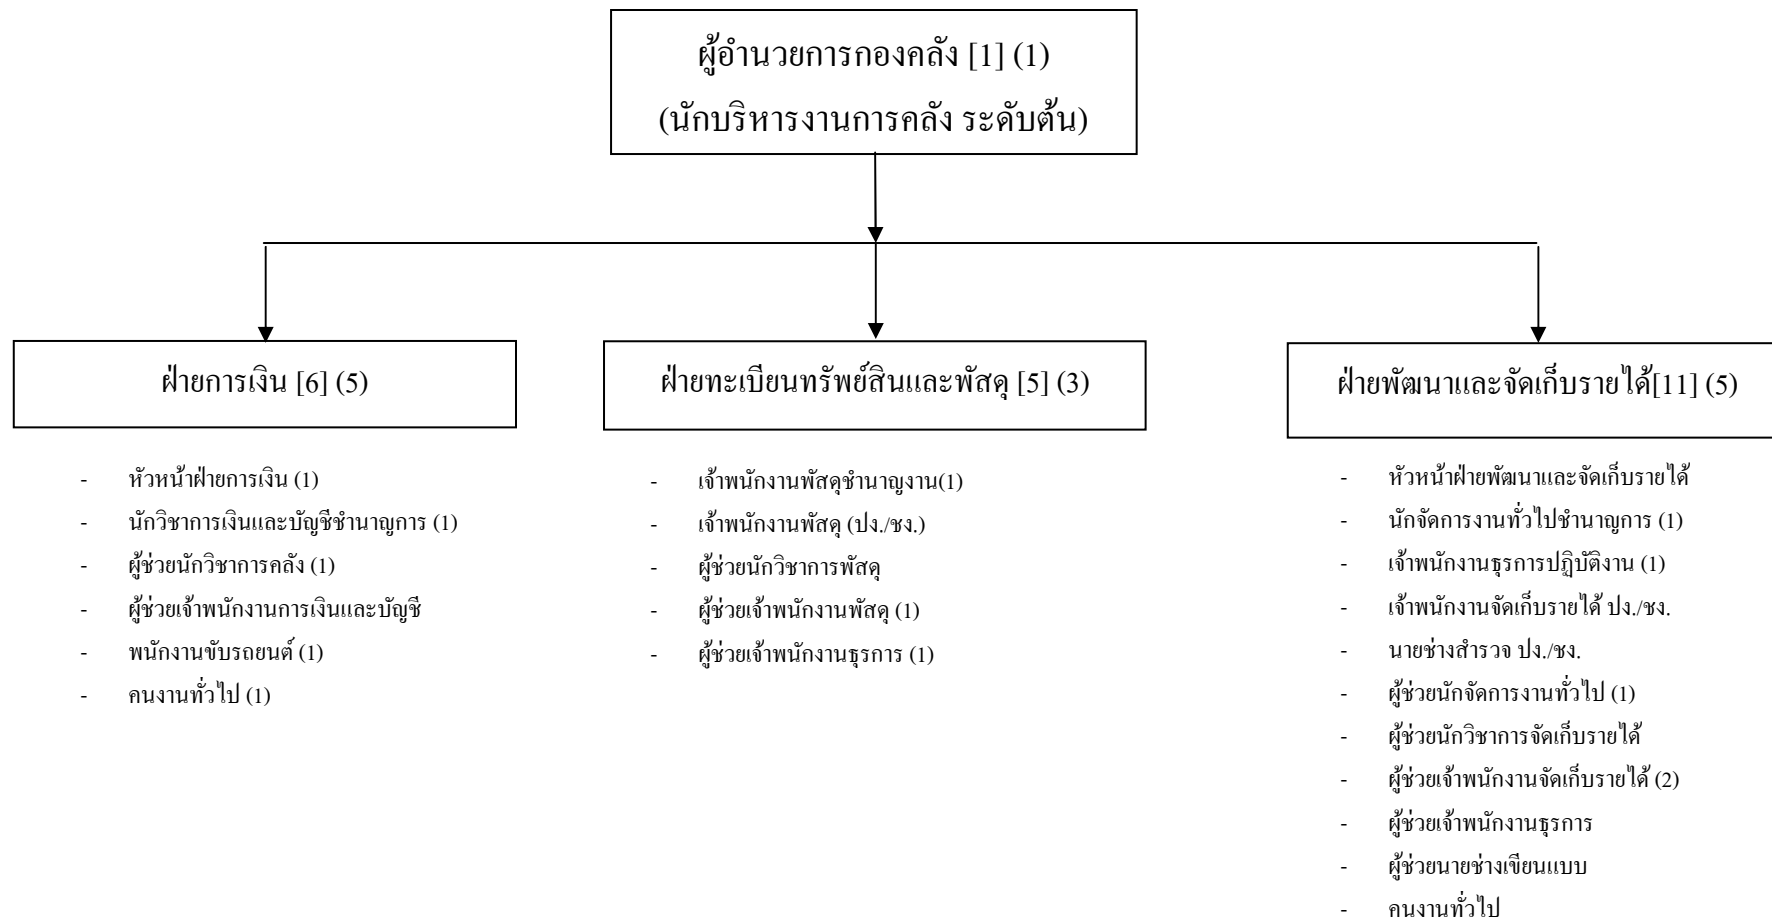 ผู้อำนวยการกองคลัง [1] (1)
(นักบริหารงานการคลัง ระดับต้น)
ฝ่ายการเงิน [6] (5)
- หัวหน้าฝ่ายการเงิน (1)
- นักวิชาการเงินและบัญชีชำนาญการ (1)
- ผู้ช่วยนักวิชาการคลัง (1)
- ผู้ช่วยเจ้าพนักงานการเงินและบัญชี
- พนักงานขับรถยนต์ (1)
- คนงานทั่วไป (1)
ฝ่ายทะเบียนทรัพย์สินและพัสดุ [5] (3)
- เจ้าพนักงานพัสดุชำนาญงาน(1)
- เจ้าพนักงานพัสดุ (ปง./ชง.)
- ผู้ช่วยนักวิชาการพัสดุ
- ผู้ช่วยเจ้าพนักงานพัสดุ (1)
- ผู้ช่วยเจ้าพนักงานธุรการ (1)
ฝ่ายพัฒนาและจัดเก็บรายได้[11] (5)
- หัวหน้าฝ่ายพัฒนาและจัดเก็บรายได้
- นักจัดการงานทั่วไปชำนาญการ (1)
- เจ้าพนักงานธุรการปฏิบัติงาน (1)
- เจ้าพนักงานจัดเก็บรายได้ ปง./ชง.
- นายช่างสำรวจ ปง./ชง.
- ผู้ช่วยนักจัดการงานทั่วไป (1)
- ผู้ช่วยนักวิชาการจัดเก็บรายได้
- ผู้ช่วยเจ้าพนักงานจัดเก็บรายได้ (2)
- ผู้ช่วยเจ้าพนักงานธุรการ
- ผู้ช่วยนายช่างเขียนแบบ
- คนงานทั่วไป